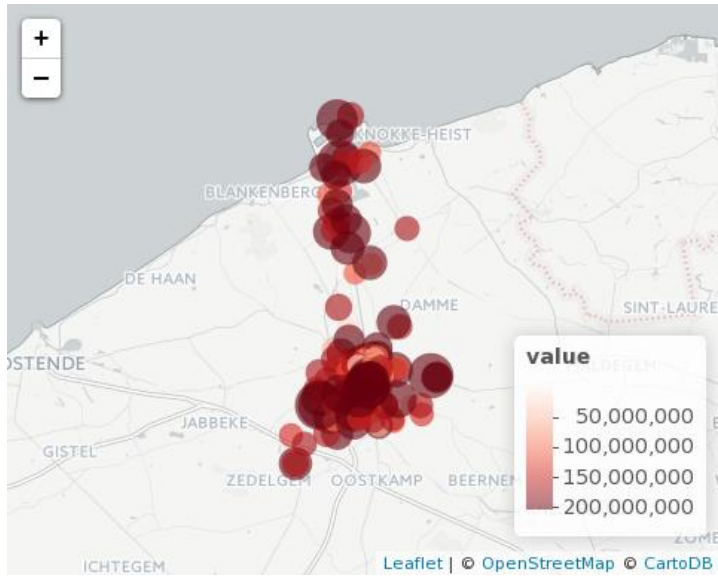 +
−
KNOKKE-HEIST
BLANKENBERG
DE HAAN
DAMME
SINT-LAURE
OSTENDE
value
50,000,000
100,000,000
150,000,000
200,000,000
JABBEKE
GISTEL
ZEDELGEM
OOSTKAMP
BEERNEM
ZOME
ICHTEGEM
Leaflet | © OpenStreetMap © CartoDB